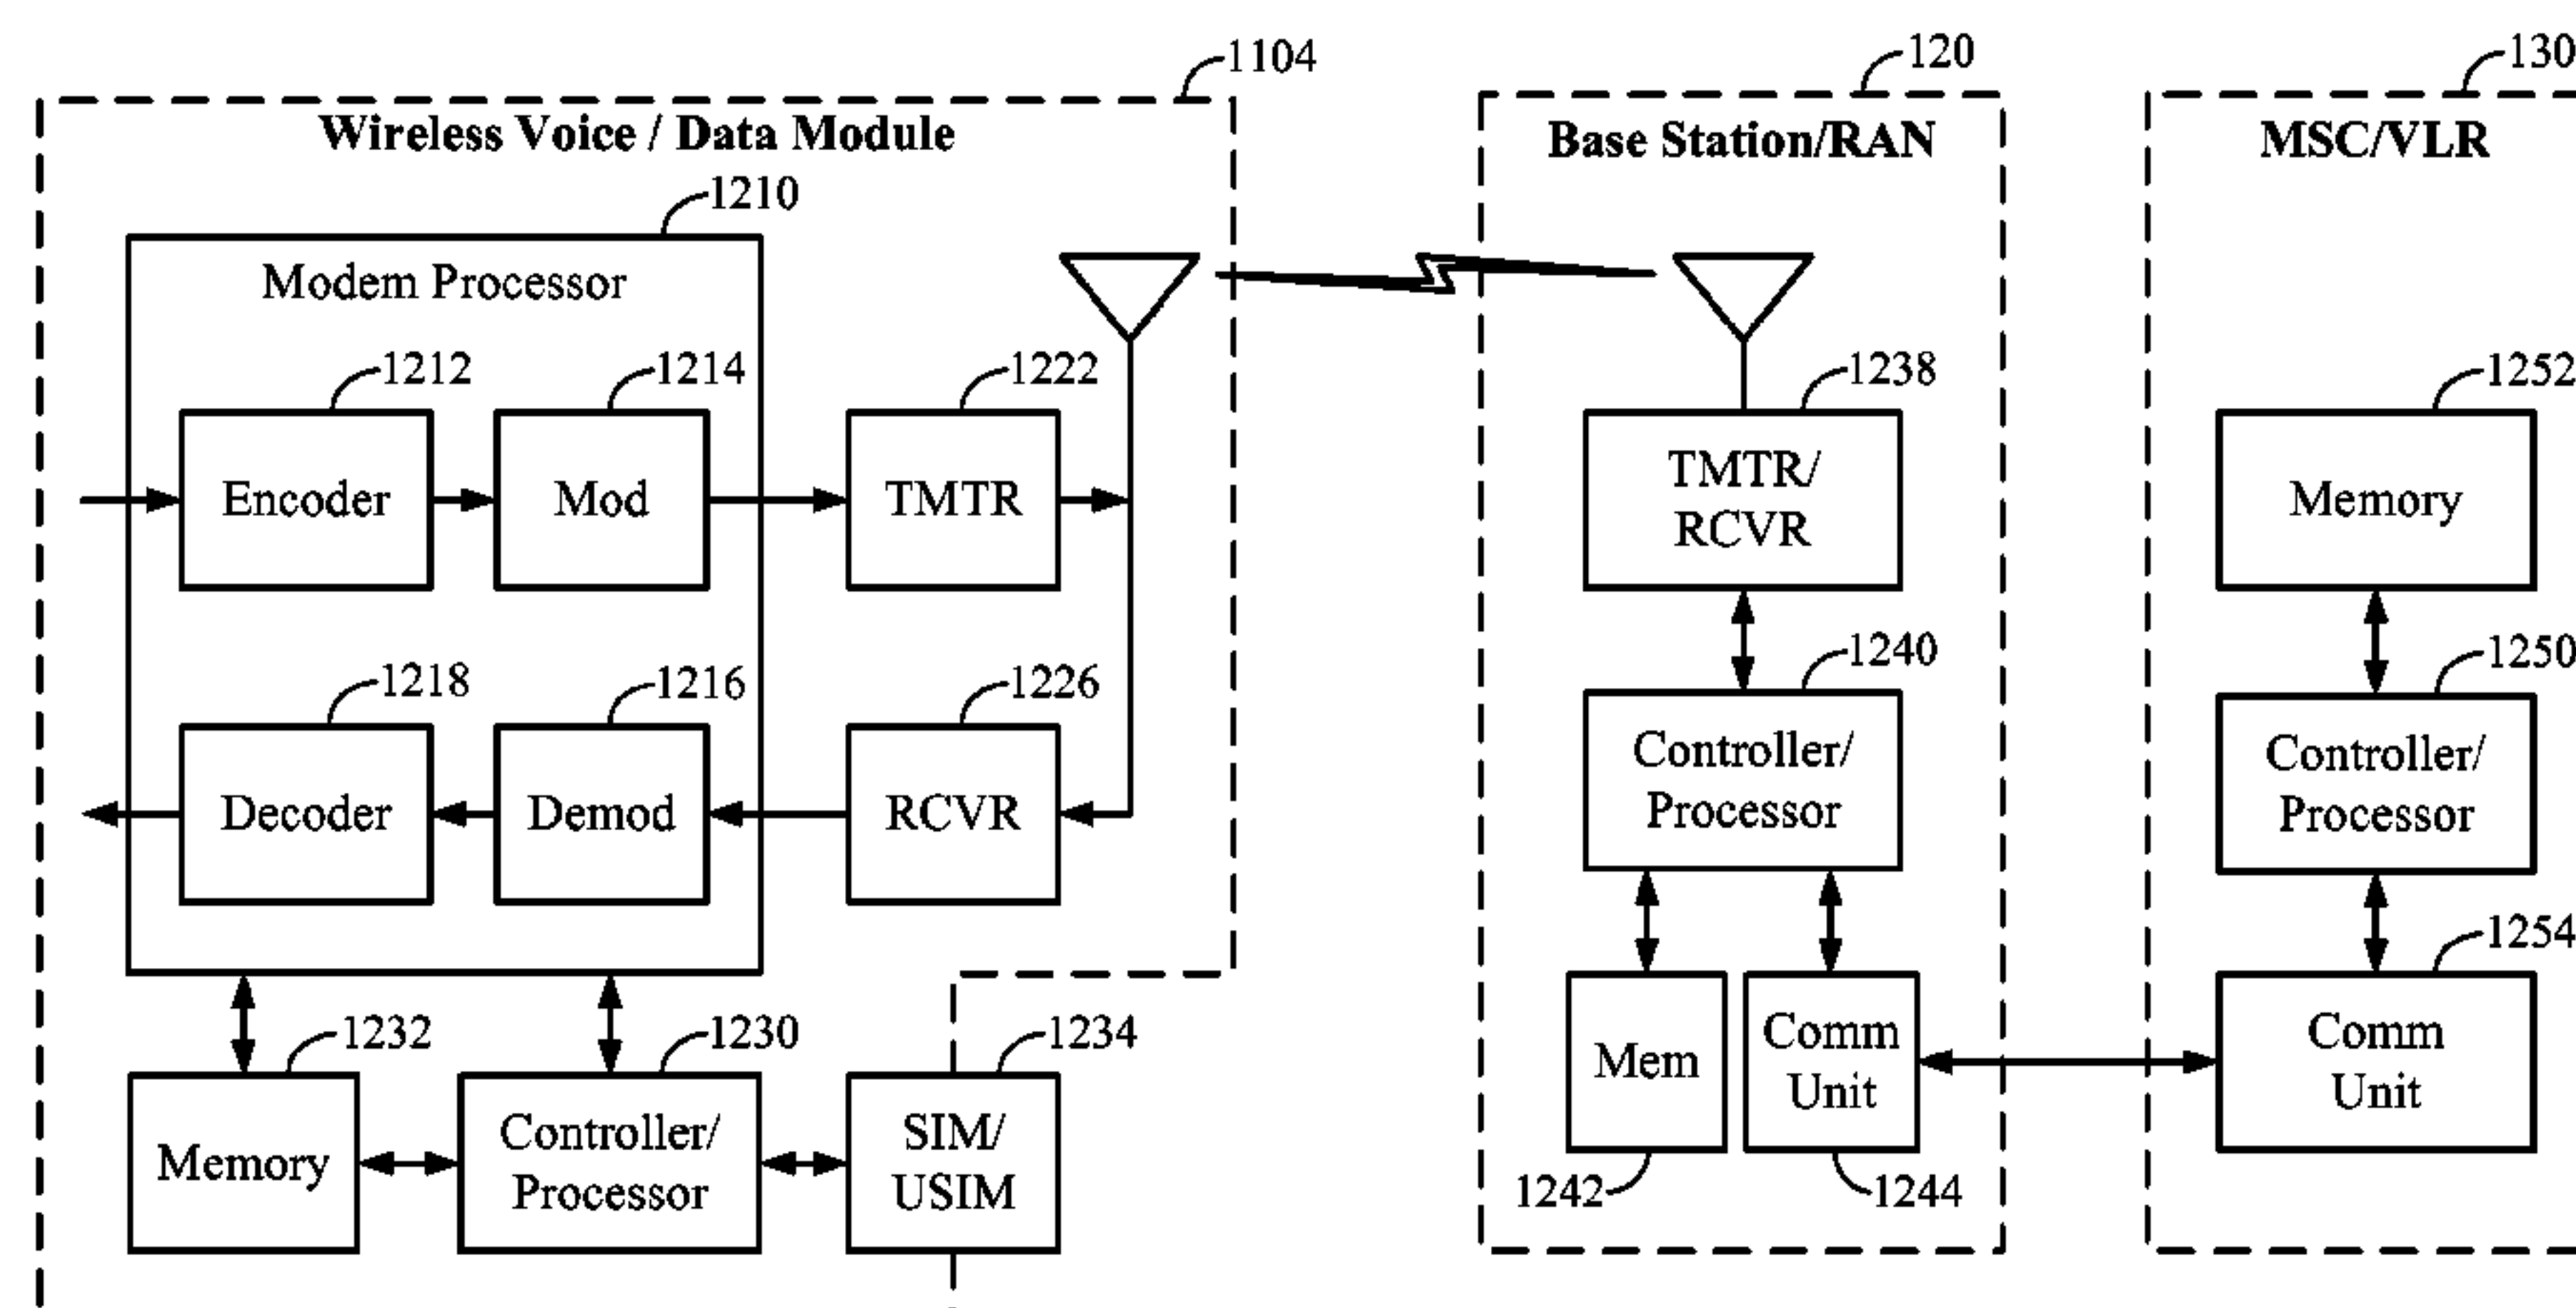 1104
120
130
Wireless Voice / Data Module
Base Station/RAN
MSC/VLR
1210
Modem Processor
1212
1214
1222
1238
1252
Encoder
Mod
TMTR
TMTR/
RCVR
Memory
1218
1216
1226
1240
1250
Decoder
Demod
RCVR
Controller/
Processor
Controller/
Processor
1254
1232
1230
1234
Memory
Controller/
Processor
SIM/
USIM
Mem
Comm
Unit
Comm
Unit
1242
1244